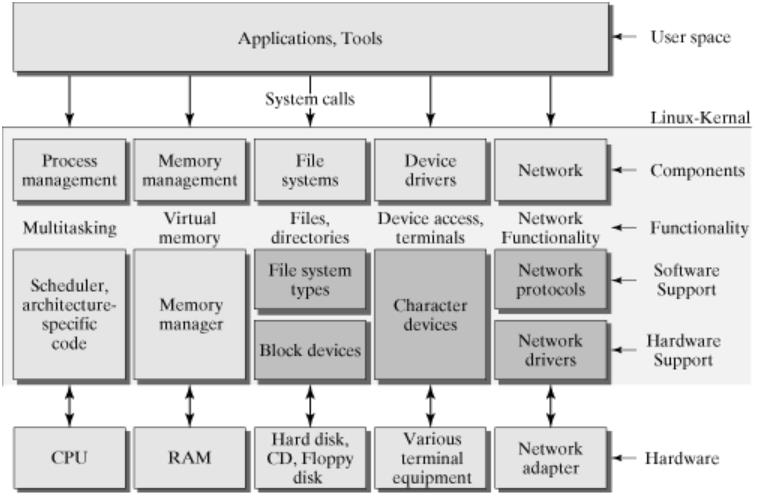 Applications, Tools
User space
System calls
Linux-Kernal
Process
management
Memory
management
File
systems
Device
drivers
Network
Components
Multitasking
Virtual
memory
Files,
directories
Device access,
terminals
Network
Functionality
Functionality
Scheduler,
architecture-
specific
code
Memory
manager
File system
types
Block devices
Character
devices
Network
protocols
Network
drivers
Software
Support
Hardware
Support
CPU
RAM
Hard disk,
CD, Floppy
disk
Various
terminal
equipment
Network
adapter
Hardware